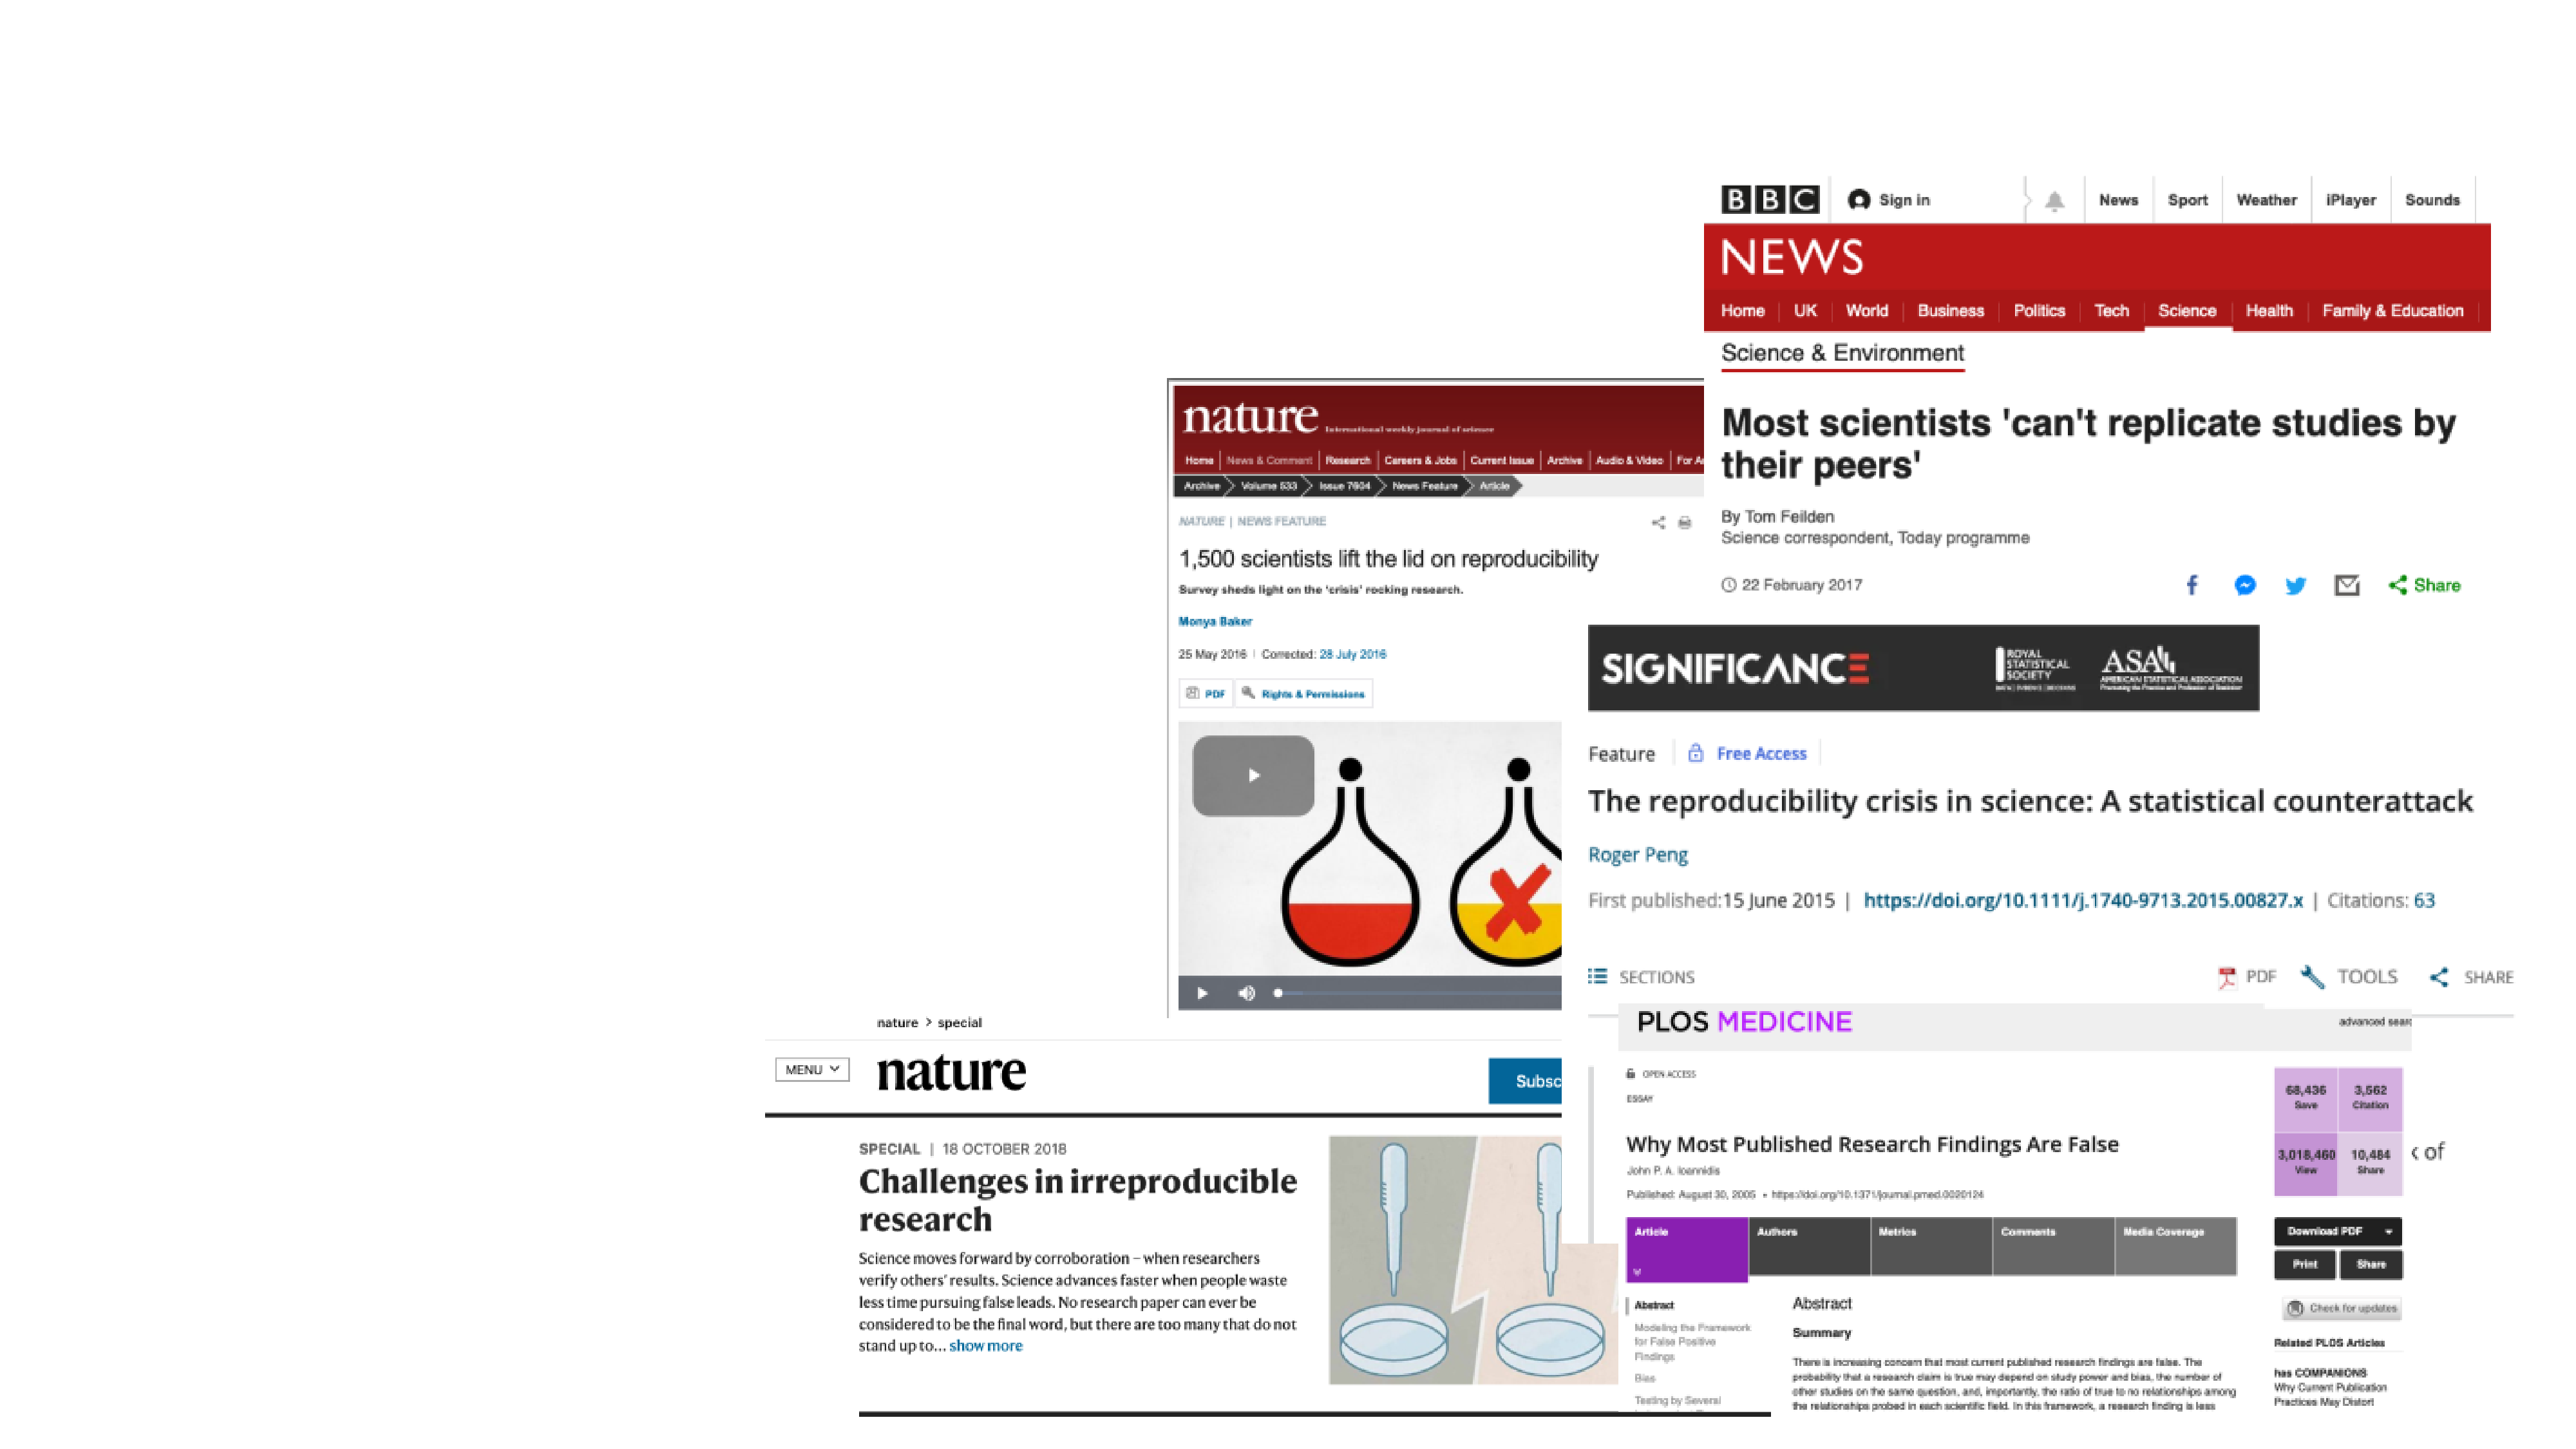 BBC
Sign in
News
Sport
Weather
iPlayer
Sounds
NEWS
Home
UK
World
Business
Politics
Tech
Science
Health
Family & Education
Science & Environment
Most scientists 'can't replicate studies by
their peers'
By Tom Feilden
Science correspondent, Today programme
22 February 2017
Share
nature International weekly journal of science
Home
News & Comment
Research
Careers & Jobs
Current Issue
Archive
Audio & Video
For A
Archive
Volume 533
Issue 7604
News Feature
Article
NATURE | NEWS FEATURE
1,500 scientists lift the lid on reproducibility
Survey sheds light on the 'crisis' rocking research.
Monya Baker
25 May 2016 | Corrected: 28 July 2016
PDF
Rights & Permissions
SIGNIFICANCE
ROYAL
STATISTICAL
SOCIETY
ASA
AMERICAN STATISTICAL ASSOCIATION
Promoting the Practice and Profession of Statistics
Feature
Free Access
The reproducibility crisis in science: A statistical counterattack
Roger Peng
First published:15 June 2015 | https://doi.org/10.1111/j.1740-9713.2015.00827.x | Citations: 63
SECTIONS
PDF
TOOLS
SHARE
nature > special
MENU
nature
Subsc
SPECIAL | 18 OCTOBER 2018
Challenges in irreproducible
research
Science moves forward by corroboration – when researchers
verify others' results. Science advances faster when people waste
less time pursuing false leads. No research paper can ever be
considered to be the final word, but there are too many that do not
stand up to... show more
PLOS MEDICINE
advanced sear
OPEN ACCESS
ESSAY
Why Most Published Research Findings Are False
John P. A. Ioannidis
Published: August 30, 2005 • https://doi.org/10.1371/journal.pmed.0020124
68,436
Save
3,562
Citation
3,018,460
View
10,484
Share
of
Article
Authors
Metrics
Comments
Media Coverage
Download PDF
Print
Share
Check for updates
Abstract
Modeling the Framework
for False Positive
Findings
Bias
Testing by Several
Abstract
Summary
There is increasing concern that most current published research findings are false. The
probability that a research claim is true may depend on study power and bias, the number of
other studies on the same question, and, importantly, the ratio of true to no relationships among
the relationships probed in each scientific field. In this framework, a research finding is less
Related PLOS Articles
has COMPANIONS
Why Current Publication
Practices May Distort